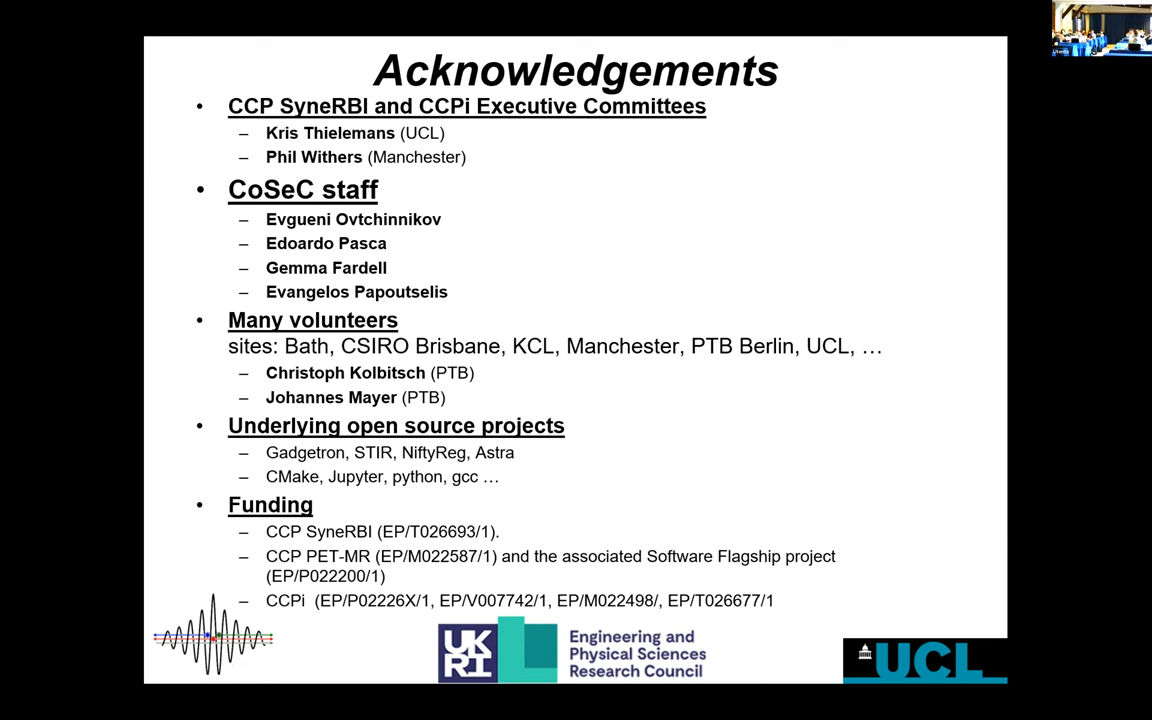 Acknowledgements
• CCP SyneRBI and CCPi Executive Committees
– Kris Thielemans (UCL)
– Phil Withers (Manchester)
• CoSeC staff
– Evgueni Ovtchinnikov
– Edoardo Pasca
– Gemma Fardell
– Evangelos Papoutselis
• Many volunteers
sites: Bath, CSIRO Brisbane, KCL, Manchester, PTB Berlin, UCL, …
– Christoph Kolbitsch (PTB)
– Johannes Mayer (PTB)
• Underlying open source projects
– Gadgetron, STIR, NiftyReg, Astra
– CMake, Jupyter, python, gcc …
• Funding
– CCP SyneRBI (EP/T026693/1).
– CCP PET-MR (EP/M022587/1) and the associated Software Flagship project
(EP/P022200/1)
– CCPi (EP/P02226X/1, EP/V007742/1, EP/M022498/, EP/T026677/1
UK
RI
Engineering and
Physical Sciences
Research Council
UCL